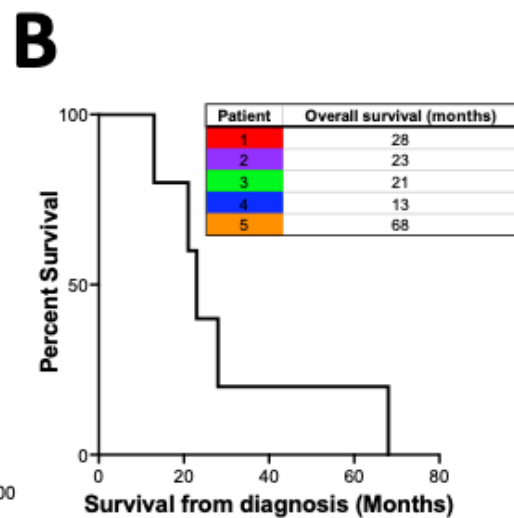 B
Patient Overall survival (months)
1 28
2 23
3 21
4 13
5 68
100
50
0
Percent Survival
0 20 40 60 80
00
Survival from diagnosis (Months)